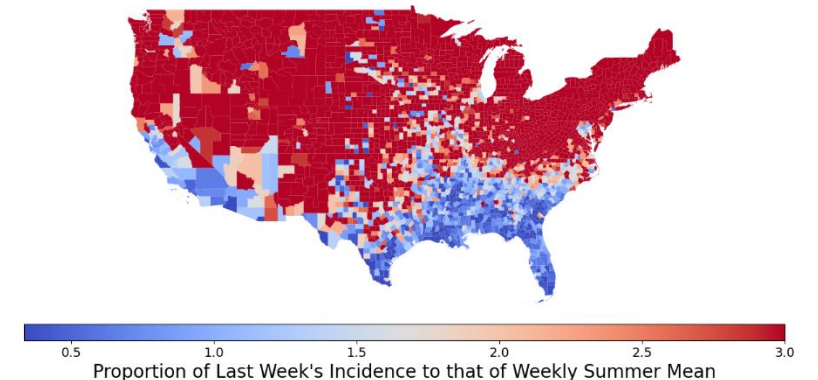 0.5 1.0 1.5 2.0 2.5 3.0
Proportion of Last Week's Incidence to that of Weekly Summer Mean